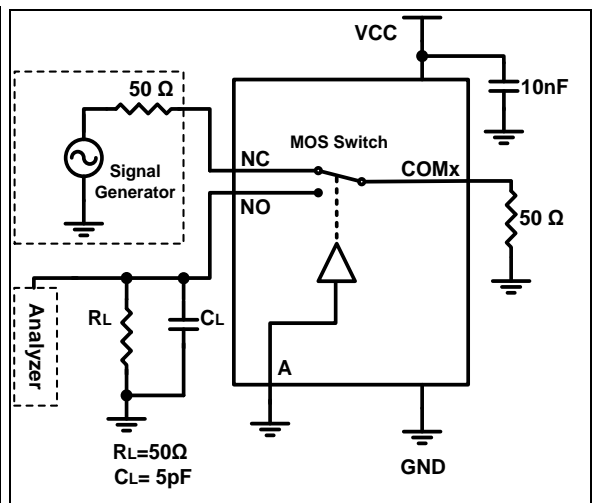 VCC
50 Ω
10nF
MOS Switch
NC
COMx
Signal
Generator
NO
50 Ω
Analyzer
RL
CL
A
RL=50Ω
CL= 5pF
GND